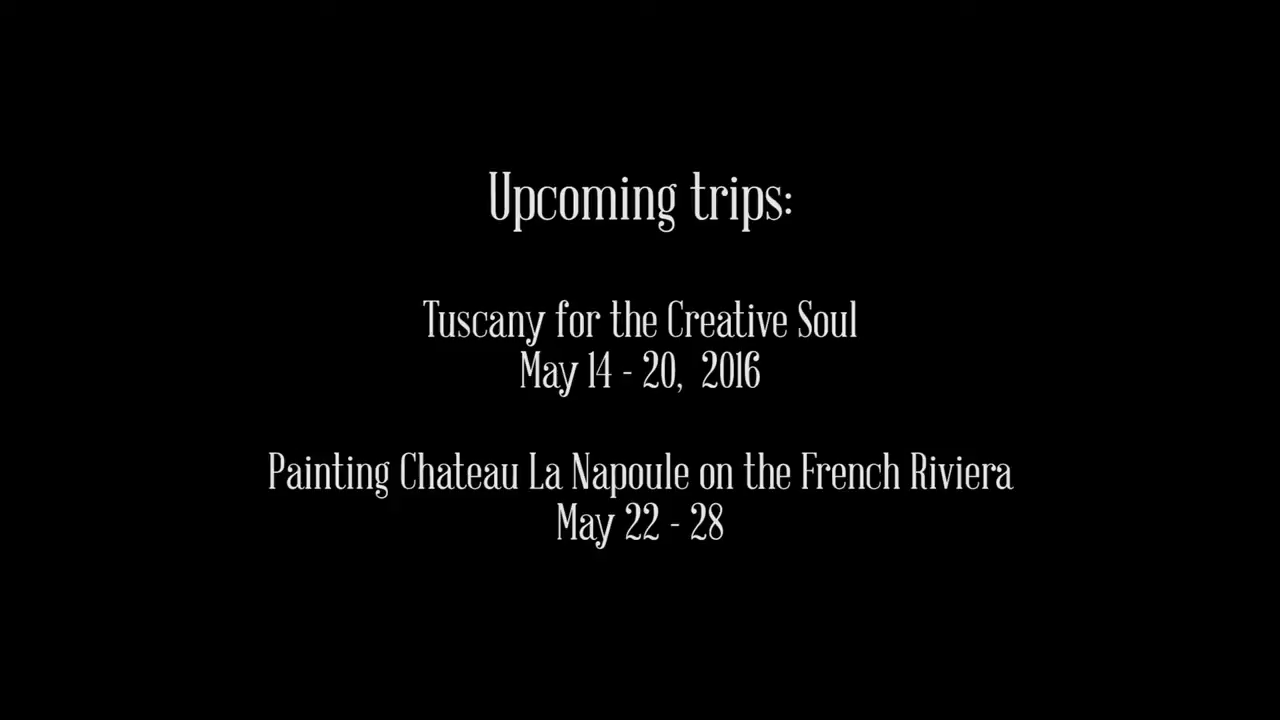 Upcoming trips:
Tuscany for the Creative Soul
May 14 - 20, 2016
Painting Chateau La Napoule on the French Riviera
May 22 - 28